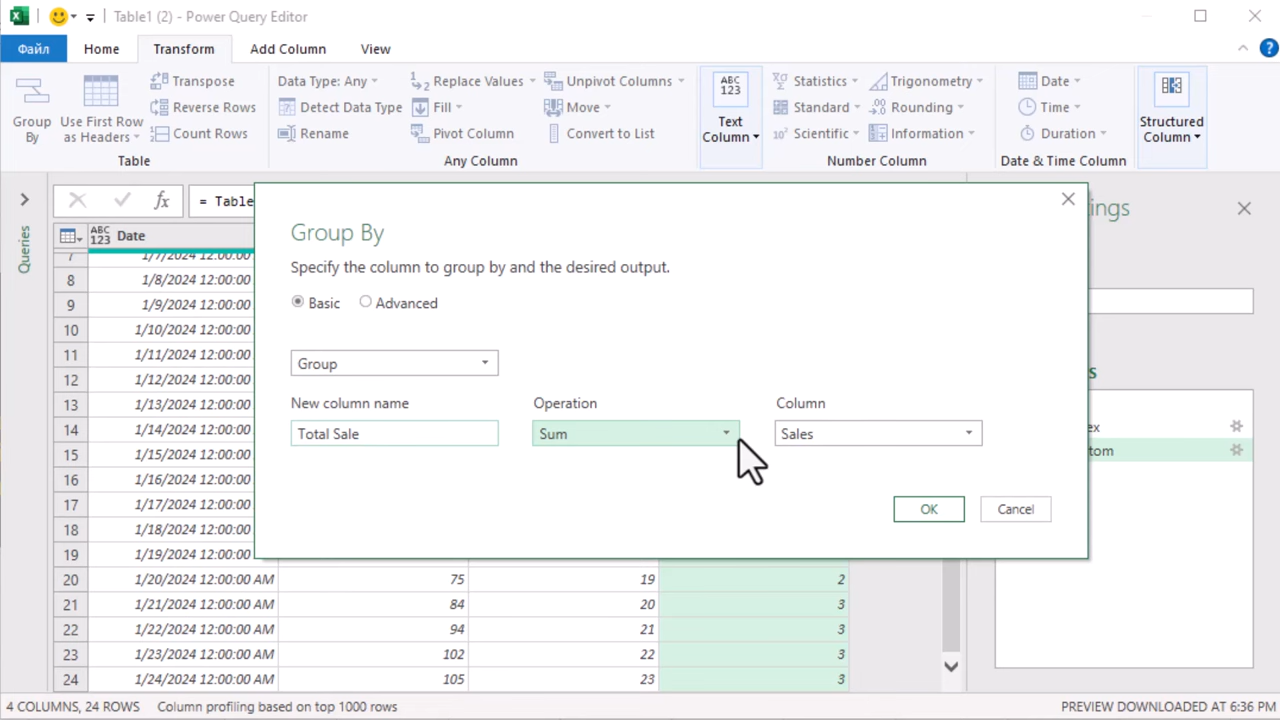 Table1 (2) - Power Query Editor
Файл Home Transform Add Column View
Group By
Use First Row as Headers
Transpose
Reverse Rows
Count Rows
Table
Data Type: Any
Detect Data Type
Rename
Replace Values
Fill
Pivot Column
Unpivot Columns
Move
Convert to List
Any Column
ABC
123
Text Column
Statistics
Standard
Scientific
Trigonometry
Rounding
Information
Number Column
Date
Time
Duration
Date & Time Column
Structured Column
Queries
fx
= Table
ings
ABC
123 Date
Group By
Specify the column to group by and the desired output.
Basic Advanced
Group
New column name Operation Column
Total Sale Sum Sales
OK Cancel
s
ex
tom
7 1/7/2024 12:00:00
8 1/8/2024 12:00:00
9 1/9/2024 12:00:00
10 1/10/2024 12:00:00
11 1/11/2024 12:00:00
12 1/12/2024 12:00:00
13 1/13/2024 12:00:00
14 1/14/2024 12:00:00
15 1/15/2024 12:00:00
16 1/16/2024 12:00:00
17 1/17/2024 12:00:00
18 1/18/2024 12:00:00
19 1/19/2024 12:00:00
20 1/20/2024 12:00:00 AM 75 19 2
21 1/21/2024 12:00:00 AM 84 20 3
22 1/22/2024 12:00:00 AM 94 21 3
23 1/23/2024 12:00:00 AM 102 22 3
24 1/24/2024 12:00:00 AM 105 23 3
4 COLUMNS, 24 ROWS Column profiling based on top 1000 rows PREVIEW DOWNLOADED AT 6:36 PM